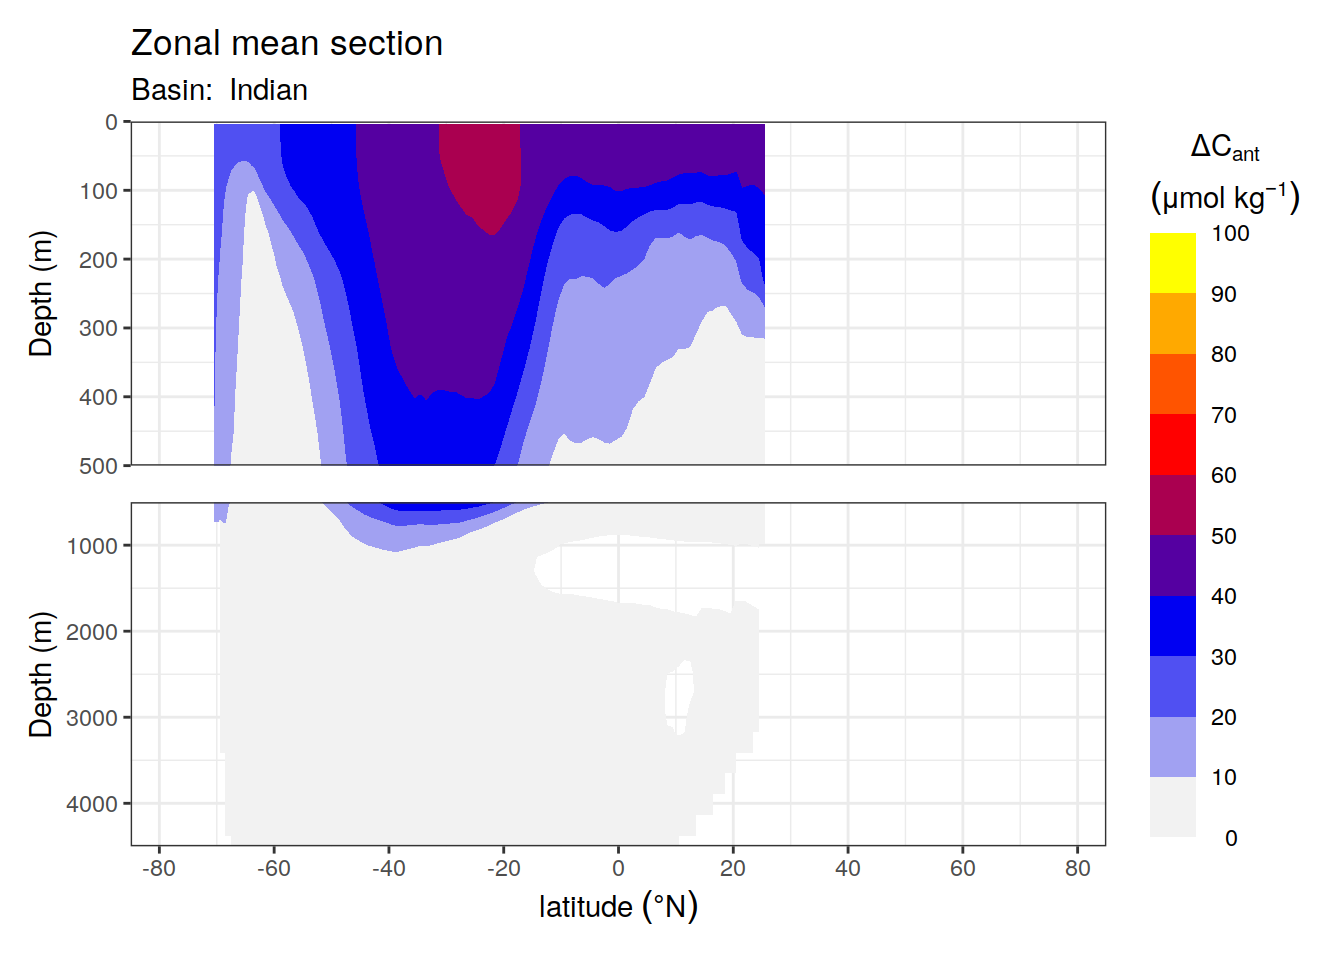 Zonal mean section
Basin:  Indian
0
100
200
300
400
500
Depth (m)
1000
2000
3000
4000
Depth (m)
-80 -60 -40 -20 0 20 40 60 80
latitude (°N)
ΔCant
(μmol kg⁻¹)
100
90
80
70
60
50
40
30
20
10
0